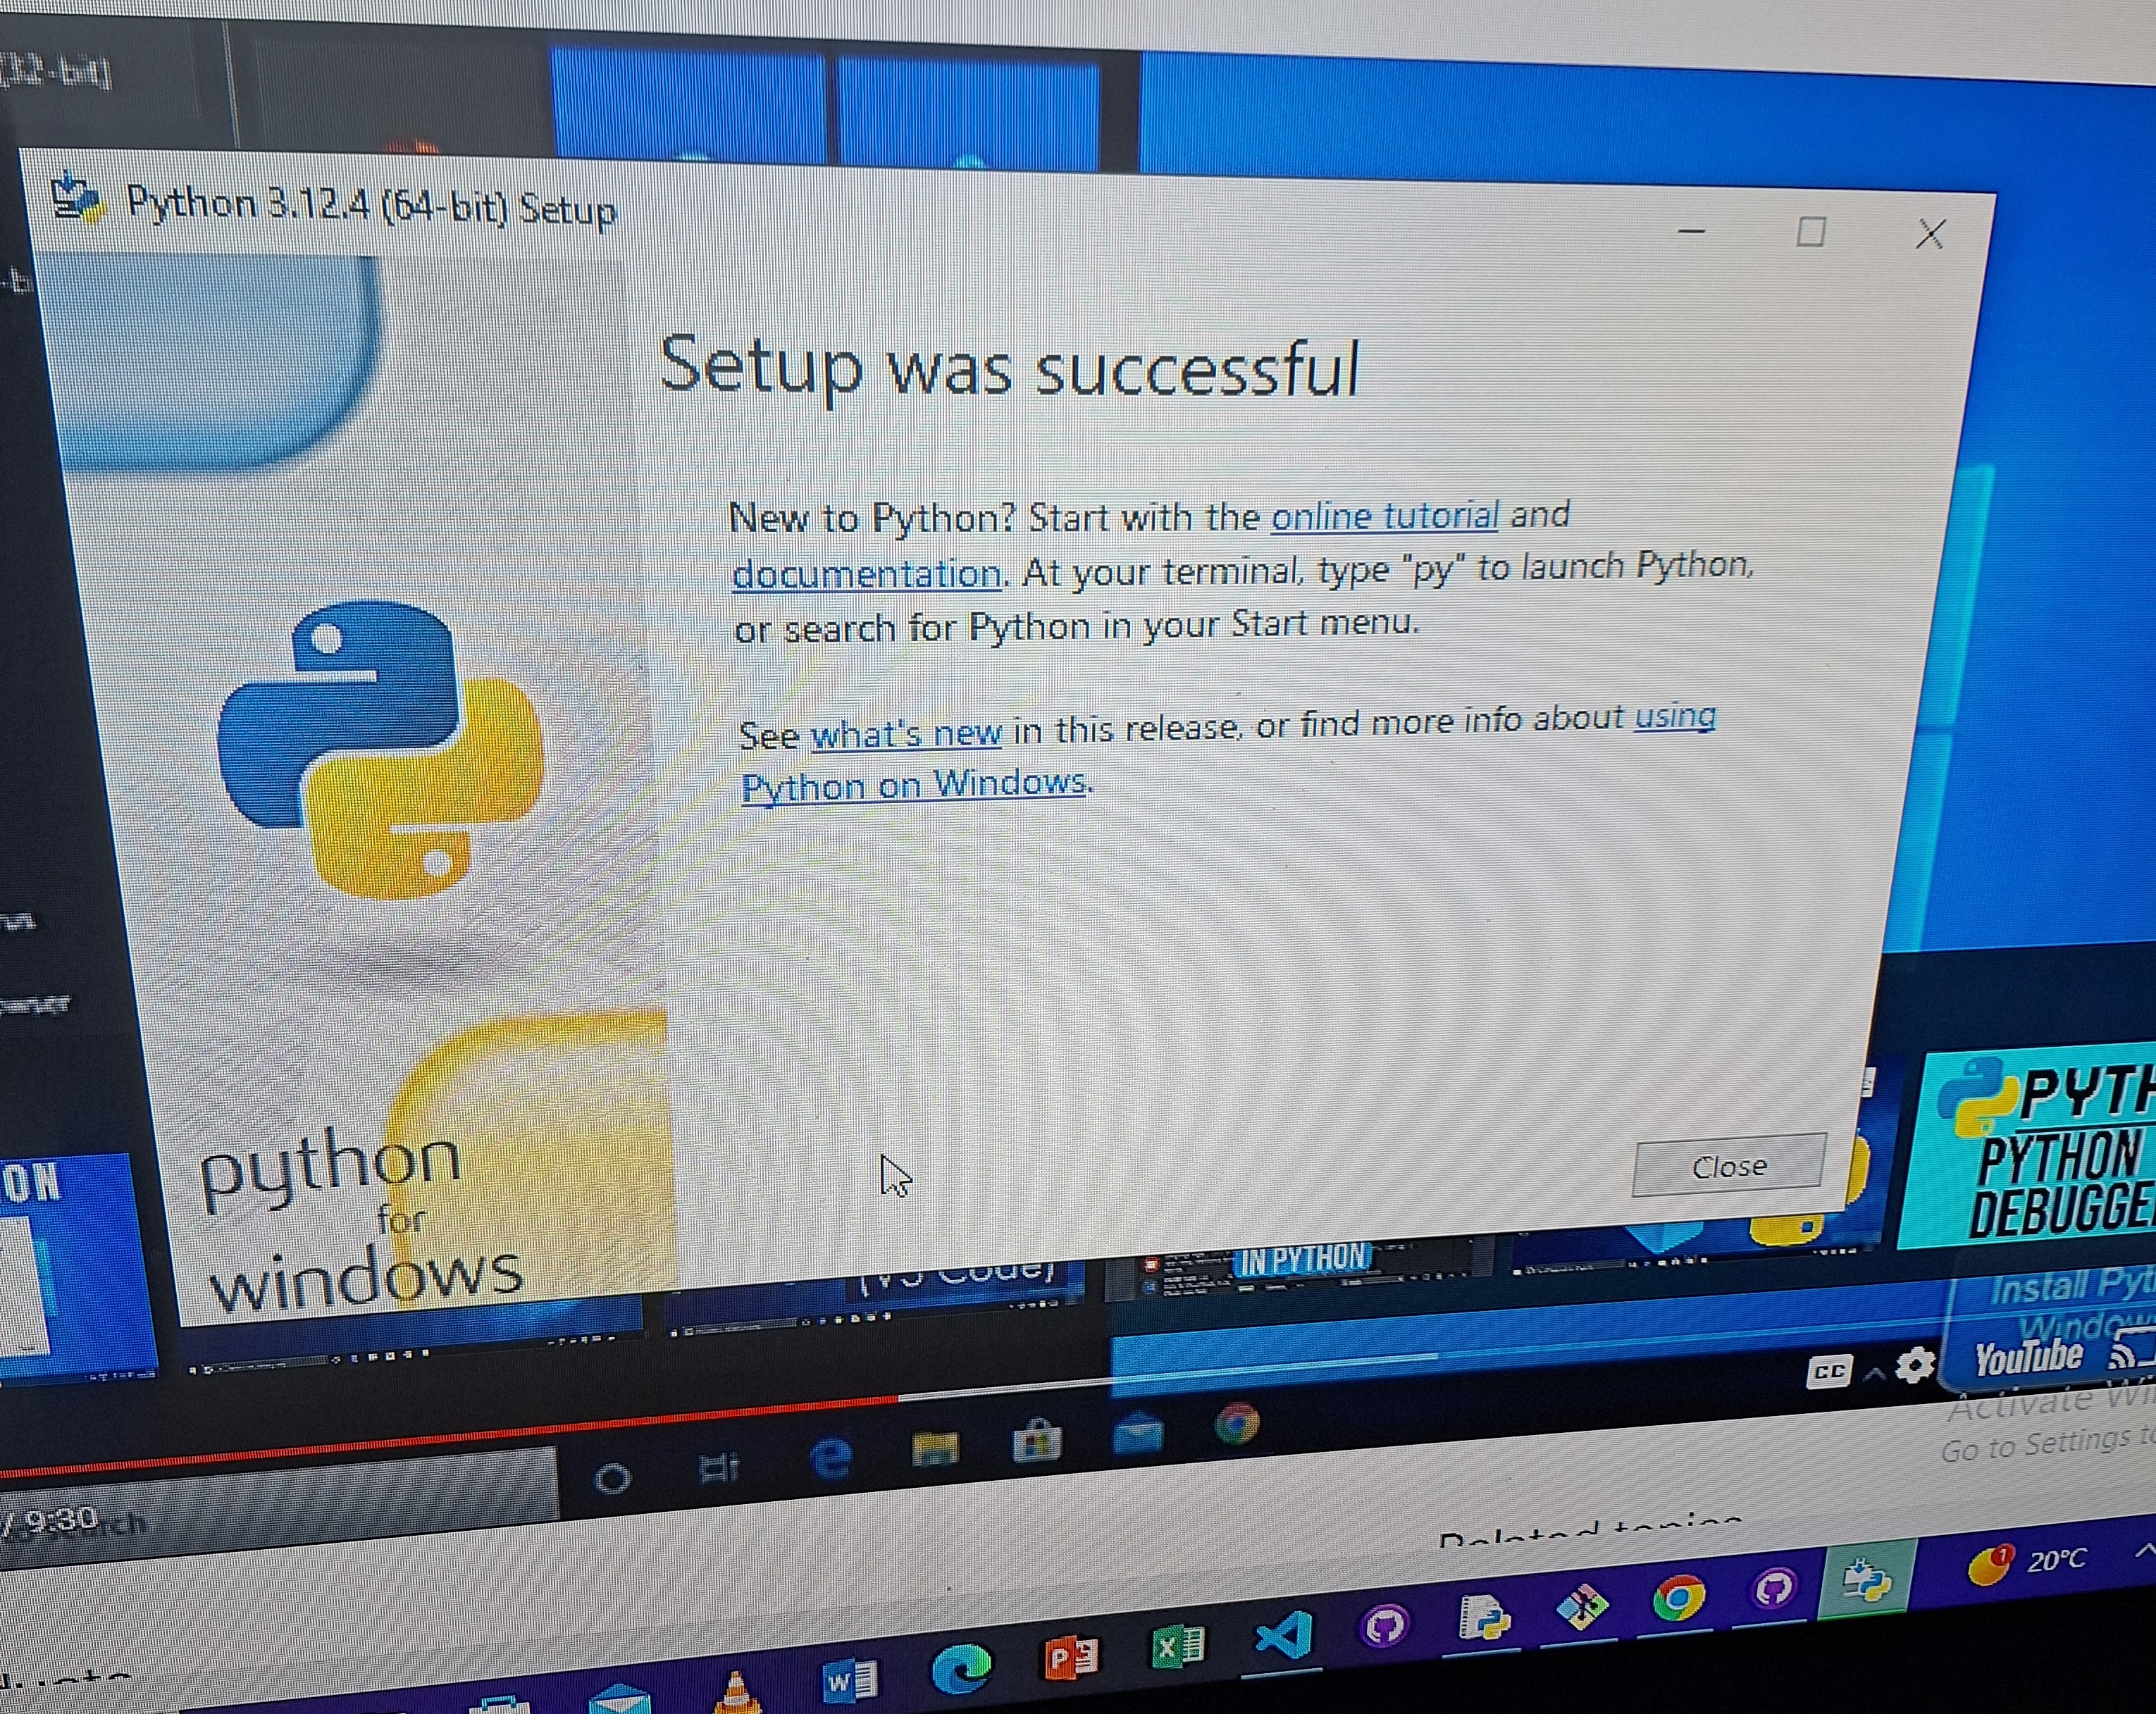 (32-bit)
Python 3.12.4 (64-bit) Setup
Setup was successful
New to Python? Start with the online tutorial and
documentation. At your terminal, type "py" to launch Python,
or search for Python in your Start menu.
See what's new in this release, or find more info about using
Python on Windows.
python
for
windows
Close
ON
[VS Code]
IN PYTHON
PYTH
PYTHON
DEBUGGE
Install Pyt
Window
CC
YouTube
Activate Wi
Go to Settings to
/ 9:30
Related topics
20°C